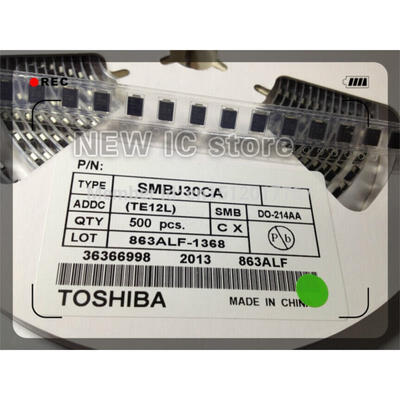 REC
NEW IC store
P/N:
TYPE SMBJ30CA
ADDC (TE12L) SMB DO-214AA
QTY 500 pcs. C X Pb
LOT 863ALF-1368
36366998 2013 863ALF
TOSHIBA MADE IN CHINA